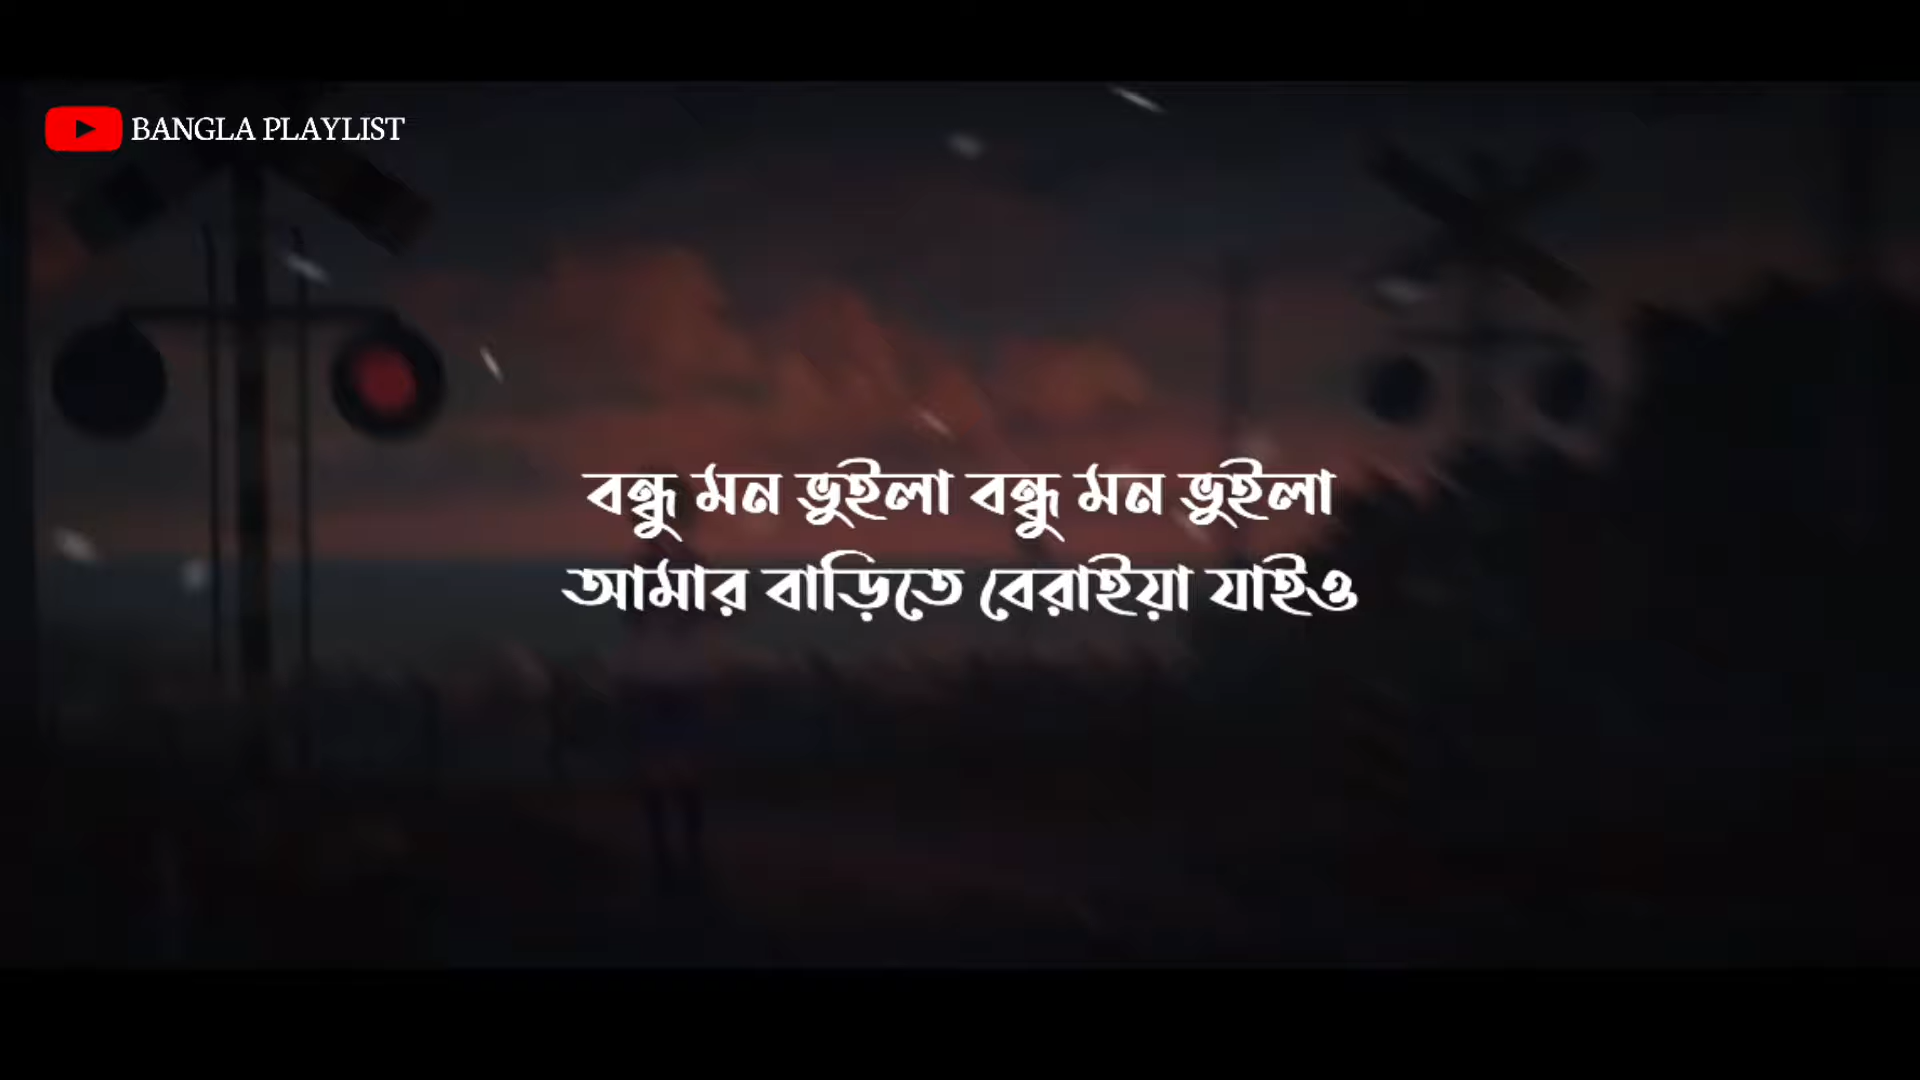 BANGLA PLAYLIST
বন্ধু মন ভুইলা বন্ধু মন ভুইলা
আমার বাড়িতে বেরাইয়া যাইও